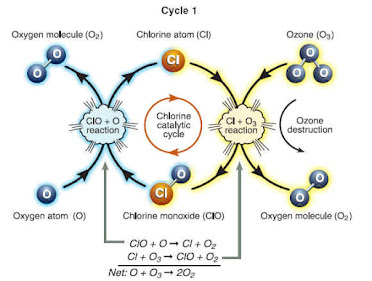 Cycle 1
Oxygen molecule (O₂)
Chlorine atom (Cl)
Ozone (O₃)
O
O
Cl
O
O
O
ClO + O
reaction
Chlorine
catalytic
cycle
Cl + O₃
reaction
Ozone
destruction
O
Cl
O
O
O
Oxygen atom (O)
Chlorine monoxide (ClO)
Oxygen molecule (O₂)
ClO + O → Cl + O₂
Cl + O₃ → ClO + O₂
Net: O + O₃ → 2O₂